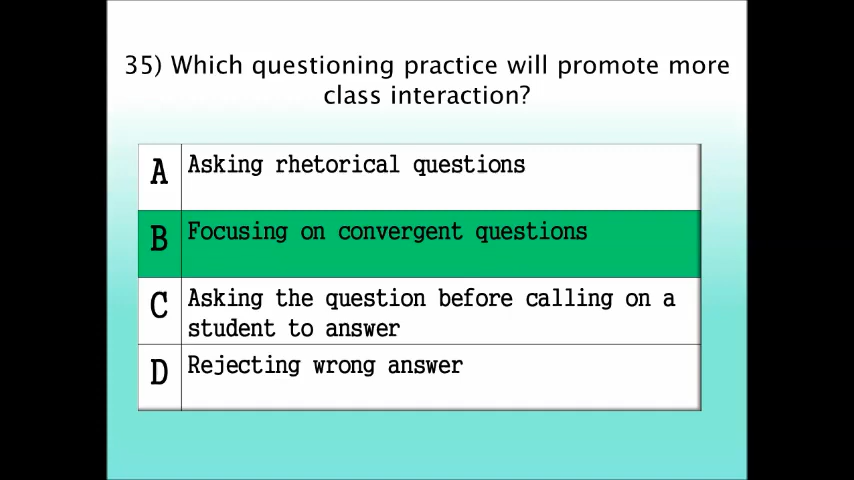 35) Which questioning practice will promote more
class interaction?
A
Asking rhetorical questions
B
Focusing on convergent questions
C
Asking the question before calling on a
student to answer
D
Rejecting wrong answer